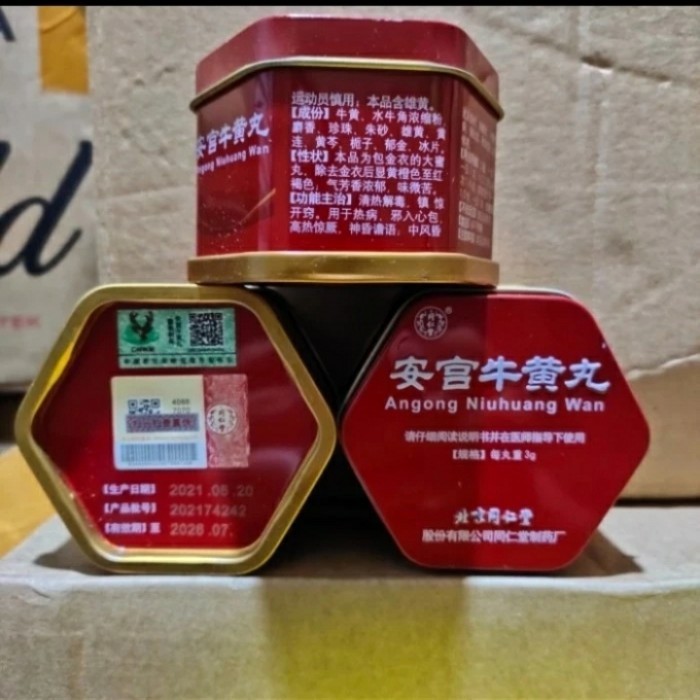 安宫牛黄丸
Angong Niuhuang Wan
运动员慎用：本品含雄黄。
【成份】牛黄、水牛角浓缩粉
麝香、珍珠、朱砂、雄黄、黄
连、黄芩、栀子、郁金、冰片。
【性状】本品为包金衣的大蜜
丸，除去金衣后显黄橙色至红
褐色；气芳香浓郁，味微苦。
【功能主治】清热解毒，镇惊
开窍。用于热病，邪入心包，
高热惊厥，神昏谵语，中风昏
【生产日期】 2021.08.20
【产品批号】 202174242
【有效期】至 2026.07.
安宫牛黄丸
Angong Niuhuang Wan
请仔细阅读说明书并在医师指导下使用
【规格】每丸重3g
北京同仁堂
股份有限公司同仁堂制药厂